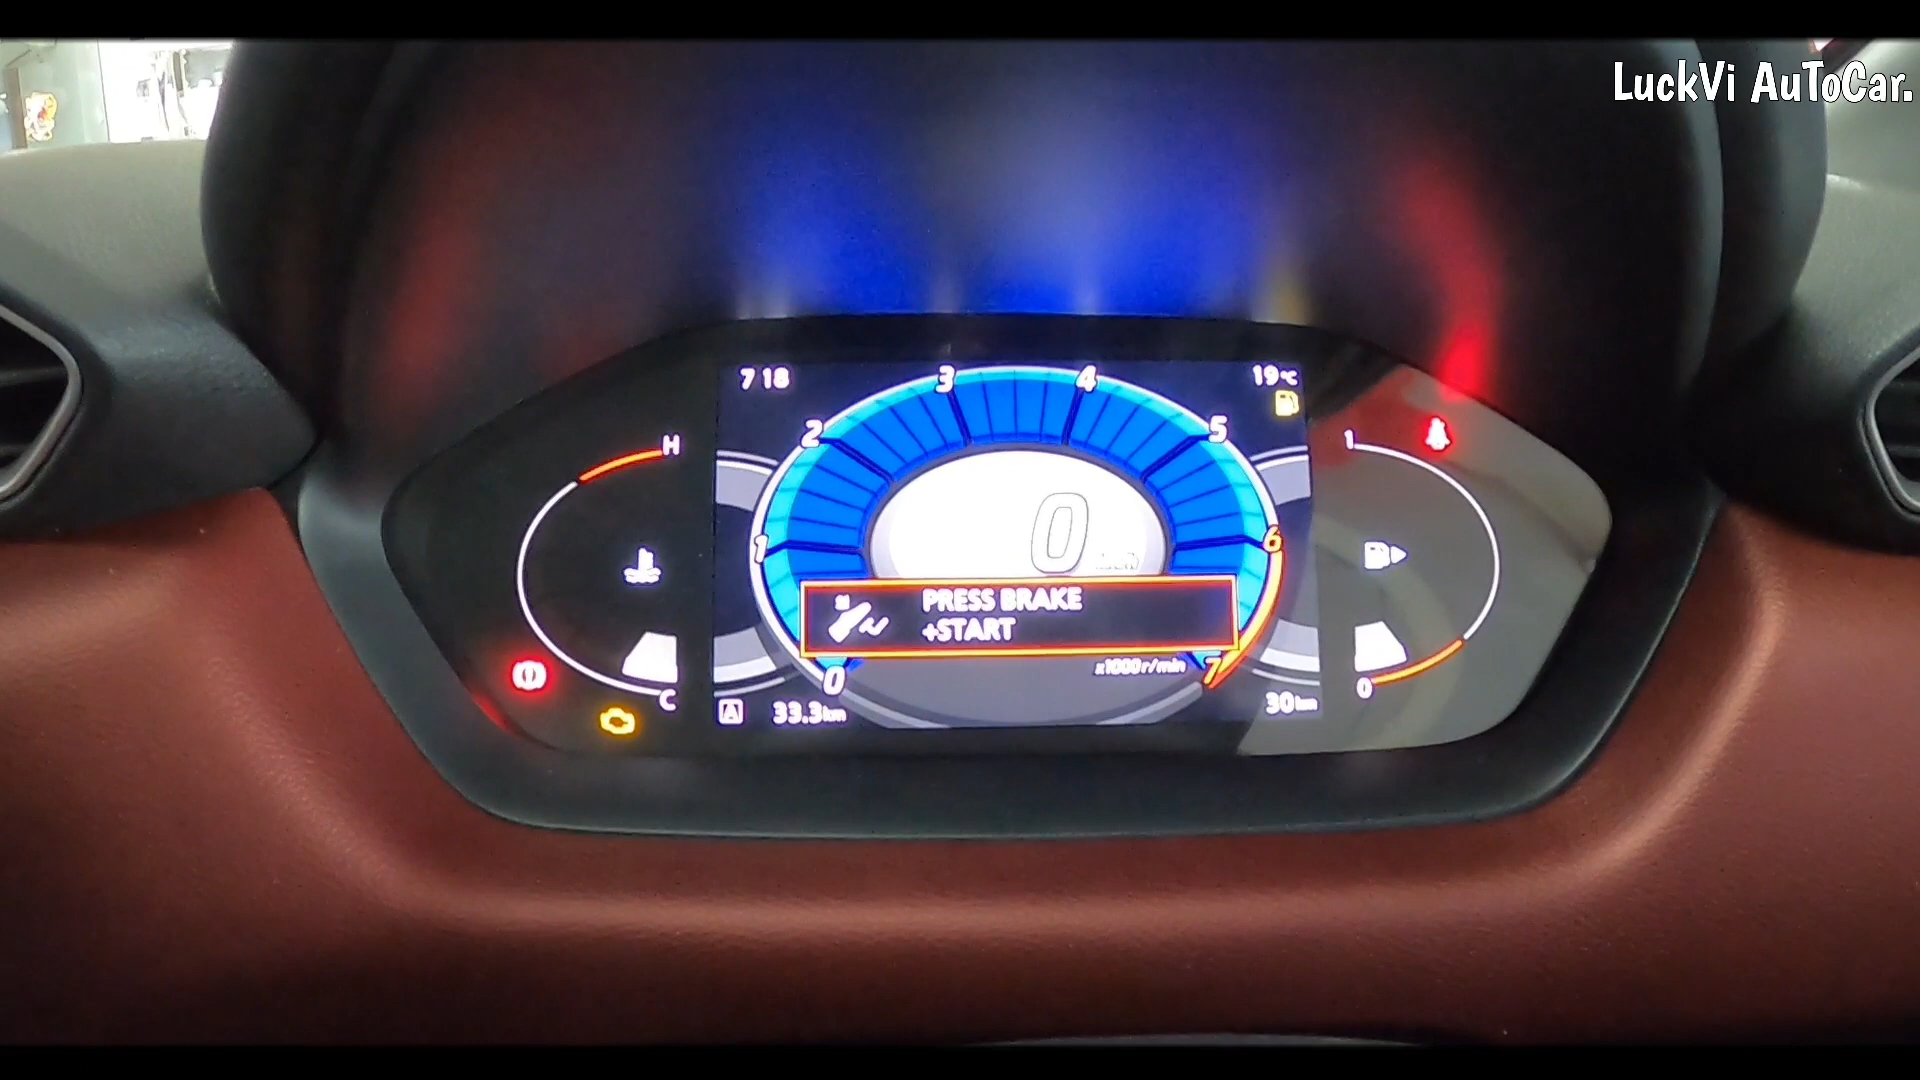 LuckVi AuToCar.
7 18
19°C
3
4
2
5
H
1
0
1
6
PRESS BRAKE
+START
x1000r/min
0
7
C
0
A
33.3km
30km